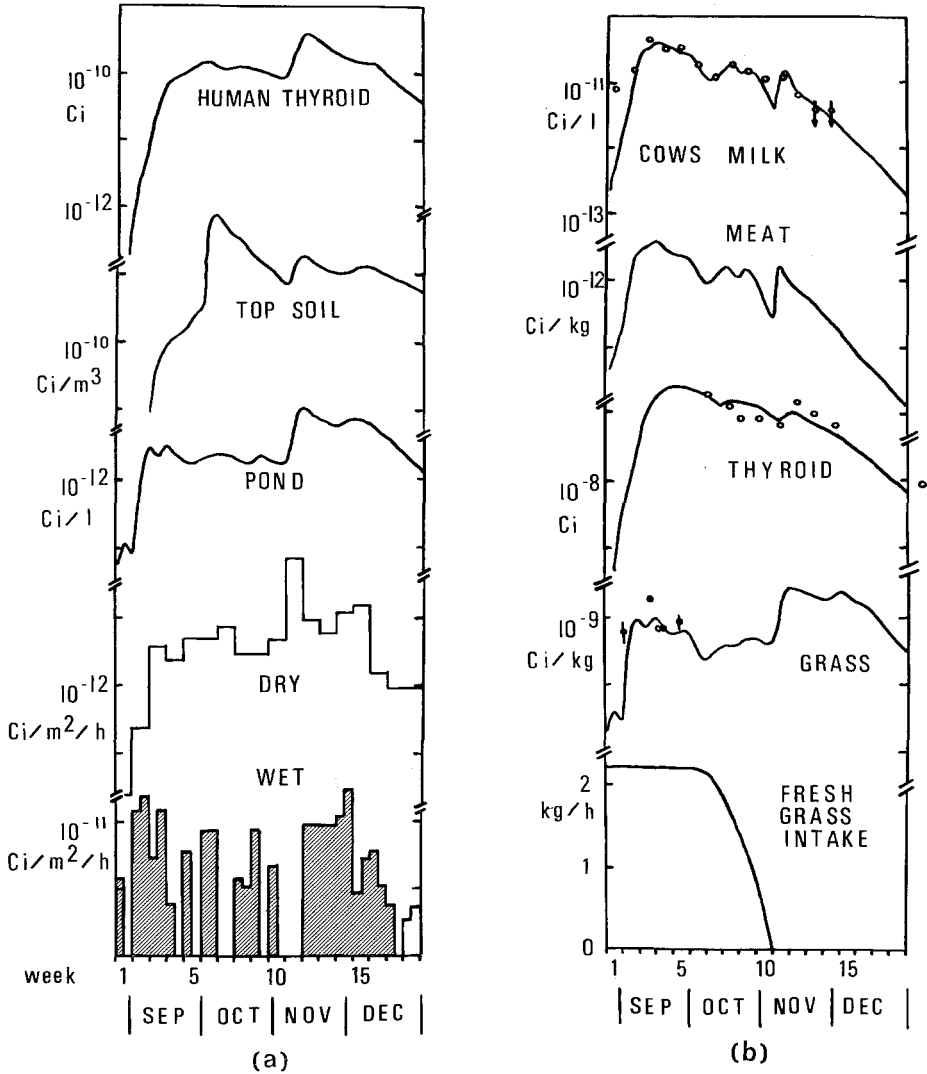 10⁻¹⁰
Ci
HUMAN THYROID
10⁻¹²
TOP SOIL
10⁻¹⁰
Ci/m³
POND
10⁻¹²
Ci/l
DRY
10⁻¹²
Ci/m²/h
WET
10⁻¹¹
Ci/m²/h
week 1 5 10 15
SEP OCT NOV DEC
(a)
10⁻¹¹
Ci/l
COWS MILK
10⁻¹³
MEAT
10⁻¹²
Ci/kg
THYROID
10⁻⁸
Ci
10⁻⁹
Ci/kg
GRASS
2
kg/h
FRESH
GRASS
INTAKE
1
0
1 5 10 15
SEP OCT NOV DEC
(b)